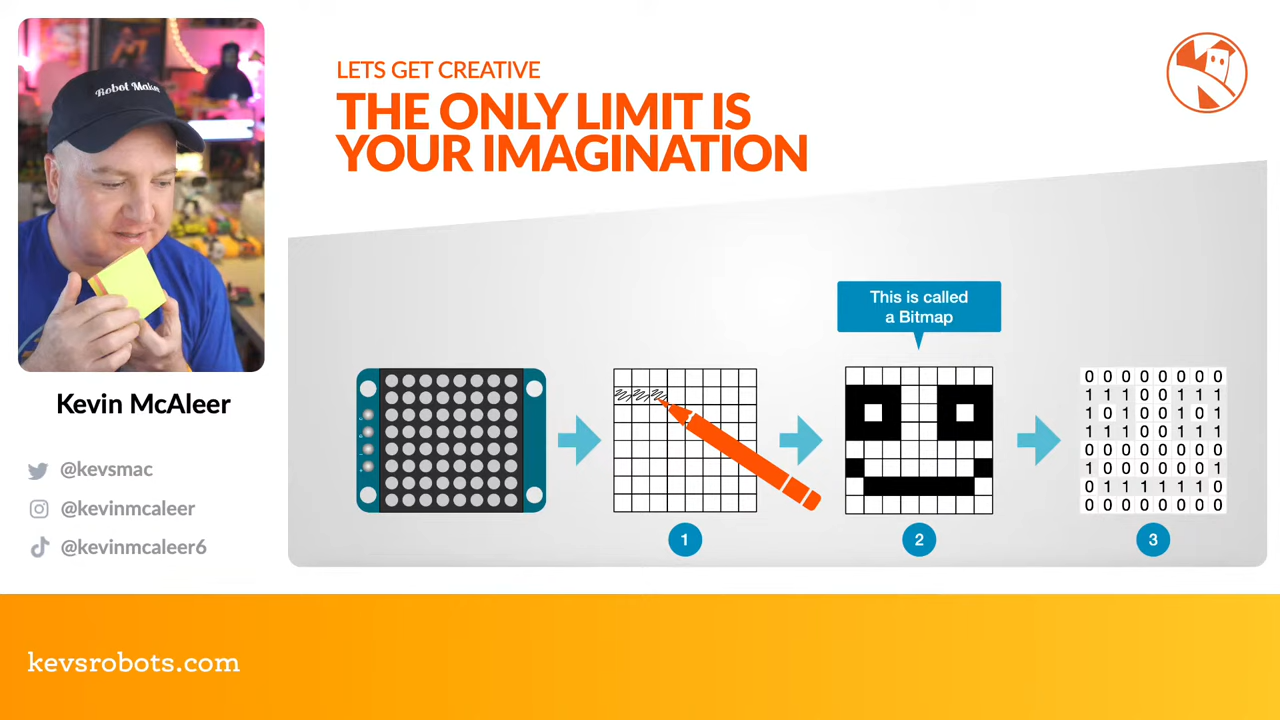 Robot Maker
LETS GET CREATIVE
THE ONLY LIMIT IS
YOUR IMAGINATION
This is called
a Bitmap
0 0 0 0 0 0 0 0
1 1 1 0 0 1 1 1
1 0 1 0 0 1 0 1
1 1 1 0 0 1 1 1
0 0 0 0 0 0 0 0
1 0 0 0 0 0 0 1
0 1 1 1 1 1 1 0
0 0 0 0 0 0 0 0
1
2
3
Kevin McAleer
@kevsmac
@kevinmcaleer
@kevinmcaleer6
kevsrobots.com